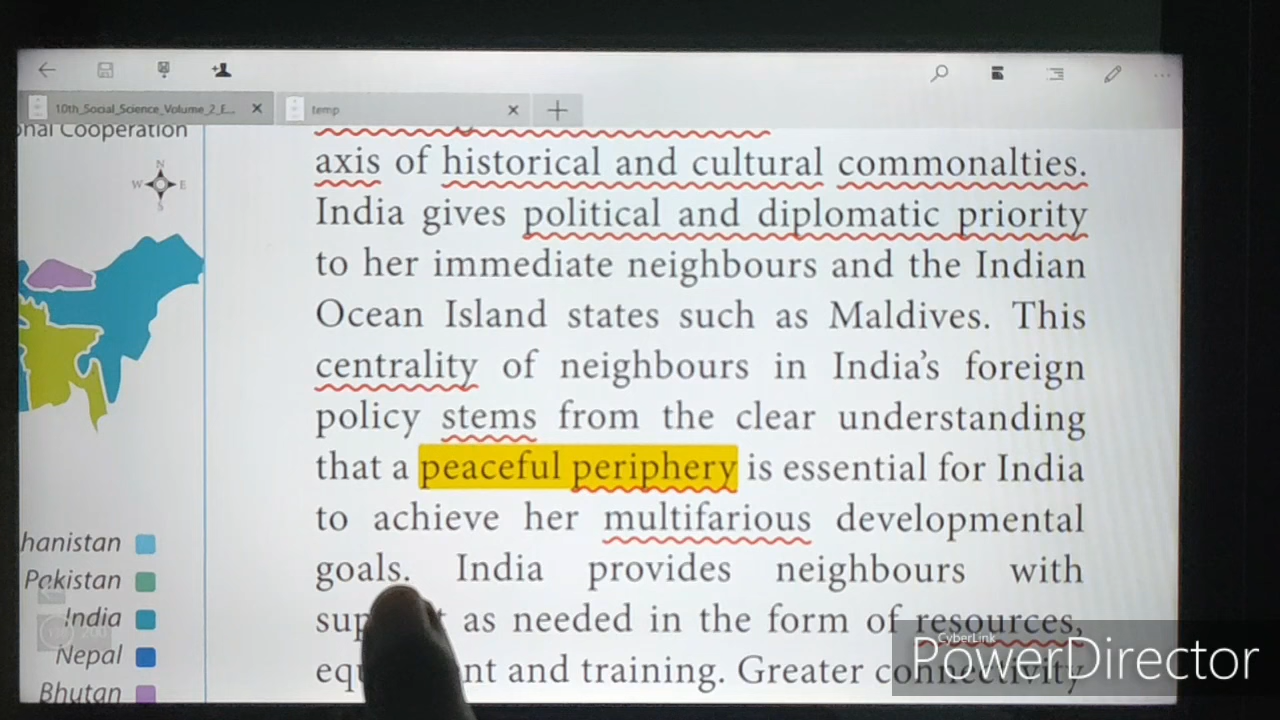 10th_Social_Science_Volume_2_E...
temp
nal Cooperation
N
W E
S
axis of historical and cultural commonalties.
India gives political and diplomatic priority
to her immediate neighbours and the Indian
Ocean Island states such as Maldives. This
centrality of neighbours in India's foreign
policy stems from the clear understanding
that a peaceful periphery is essential for India
to achieve her multifarious developmental
goals. India provides neighbours with
as needed in the form of resources,
and training. Greater connectivity
hanistan
Pakistan
India
Nepal
Bhutan
CyberLink
PowerDirector